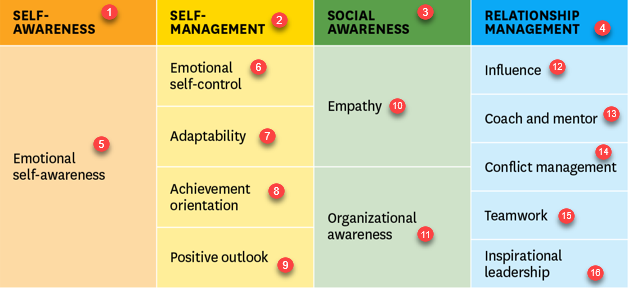 SELF-
AWARENESS 1
SELF-
MANAGEMENT 2
SOCIAL 3
AWARENESS
RELATIONSHIP
MANAGEMENT 4
Emotional 5
self-awareness
Emotional 6
self-control
Adaptability 7
Achievement 8
orientation
Positive outlook 9
Empathy 10
Organizational
awareness 11
Influence 12
Coach and mentor 13
Conflict management 14
Teamwork 15
Inspirational
leadership 16